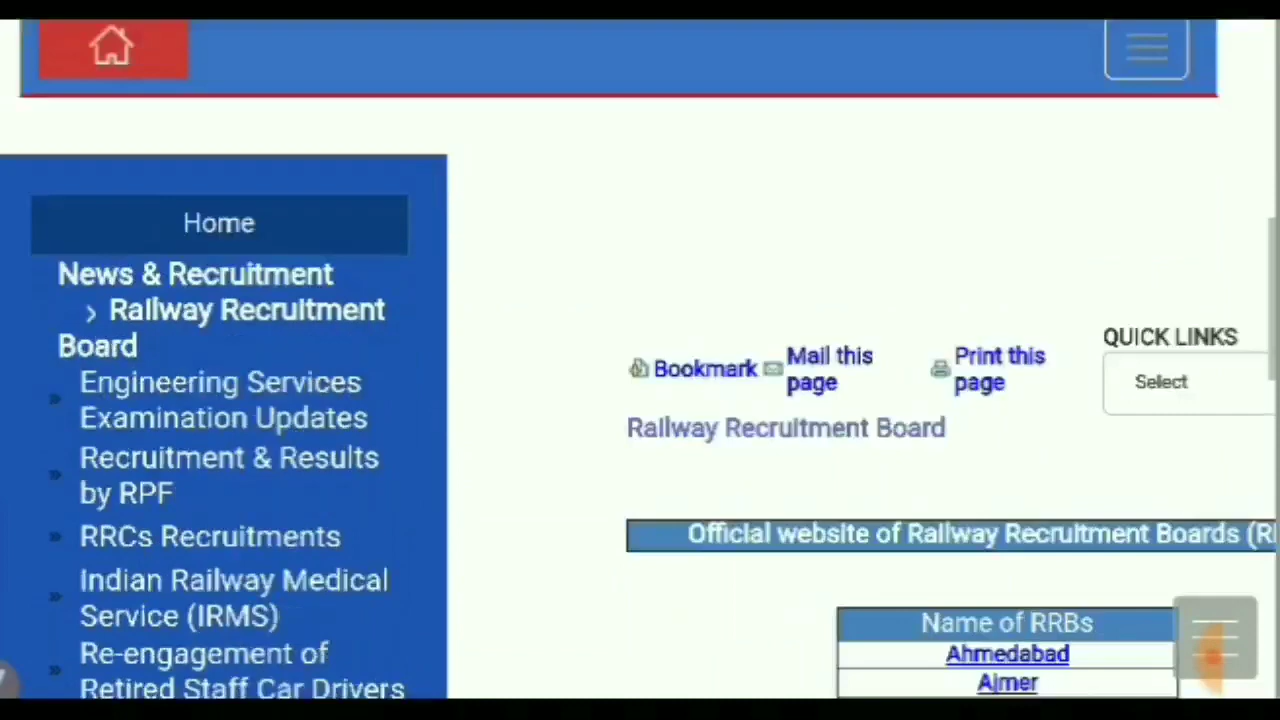 Home
News & Recruitment
› Railway Recruitment
Board
Engineering Services
Examination Updates
Recruitment & Results
by RPF
RRCs Recruitments
Indian Railway Medical
Service (IRMS)
Re-engagement of
Retired Staff Car Drivers
QUICK LINKS
Select
Bookmark
Mail this
page
Print this
page
Railway Recruitment Board
Official website of Railway Recruitment Boards (R
Name of RRBs
Ahmedabad
Ajmer